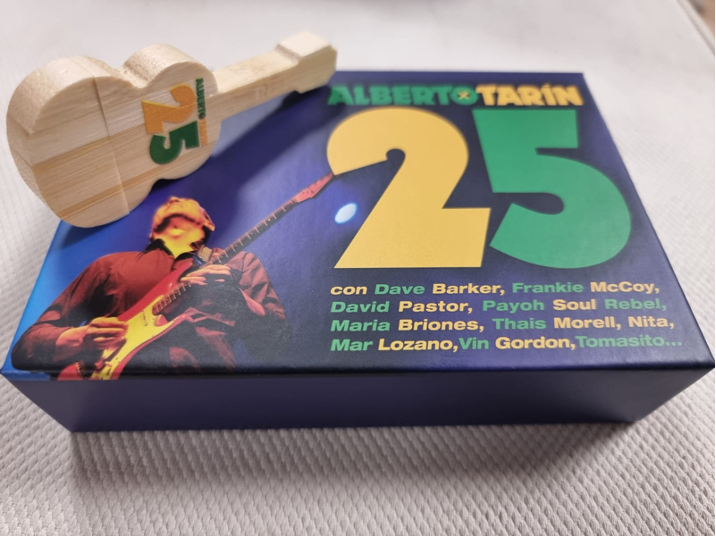 ALBERTO TARÍN
25
ALBERTO TARÍN
25
con Dave Barker, Frankie McCoy,
David Pastor, Payoh Soul Rebel,
Maria Briones, Thais Morell, Nita,
Mar Lozano, Vin Gordon, Tomasito...